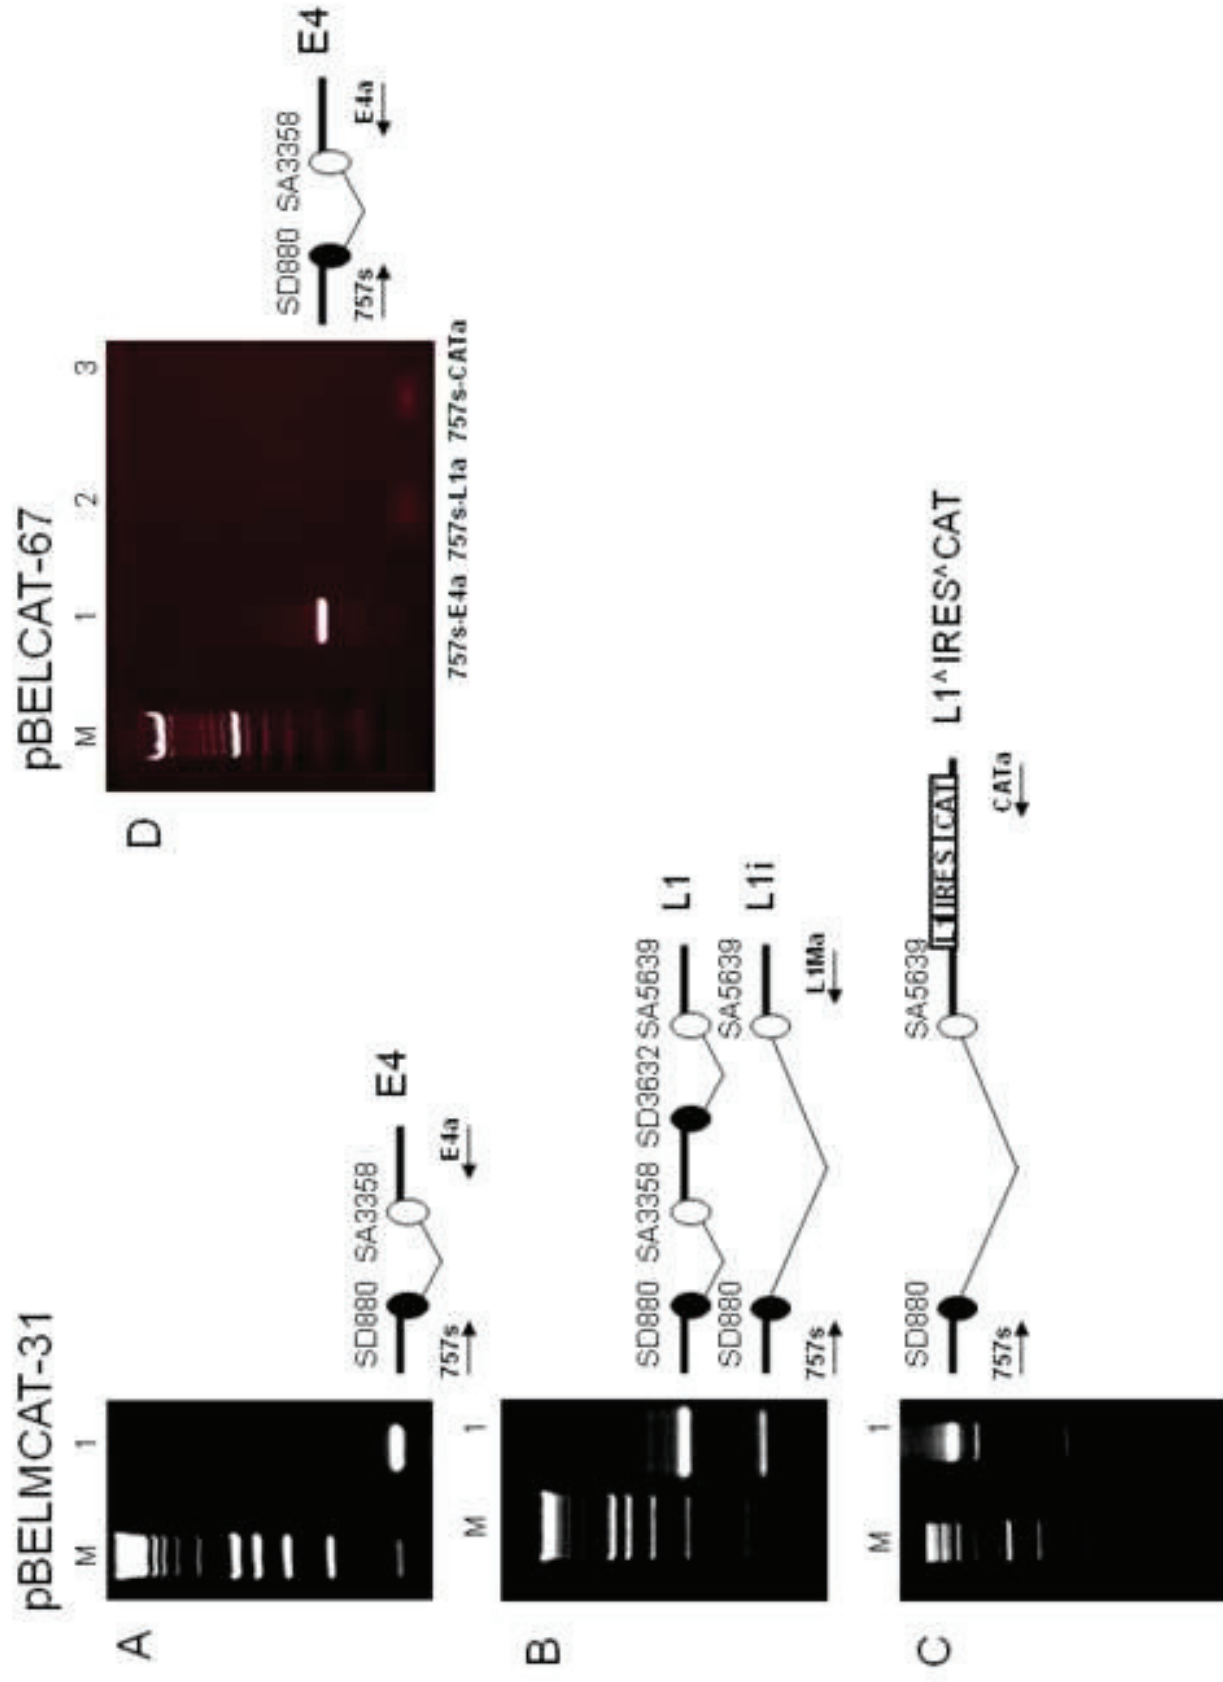 pBELMCAT-31
A
M 1
SD880 SA3358
E4
757s E4a
B
M 1
SD880 SA3358 SD3632 SA5639
L1
SD880 SA5639
L1i
757s L1Ma
C
M 1
SD880 SA5639
L1 IRES CAT
L1^IRES^CAT
757s CATa
pBELCAT-67
D
M 1 2 3
757s-E4a 757s-L1a 757s-CATa
SD880 SA3358
E4
757s E4a